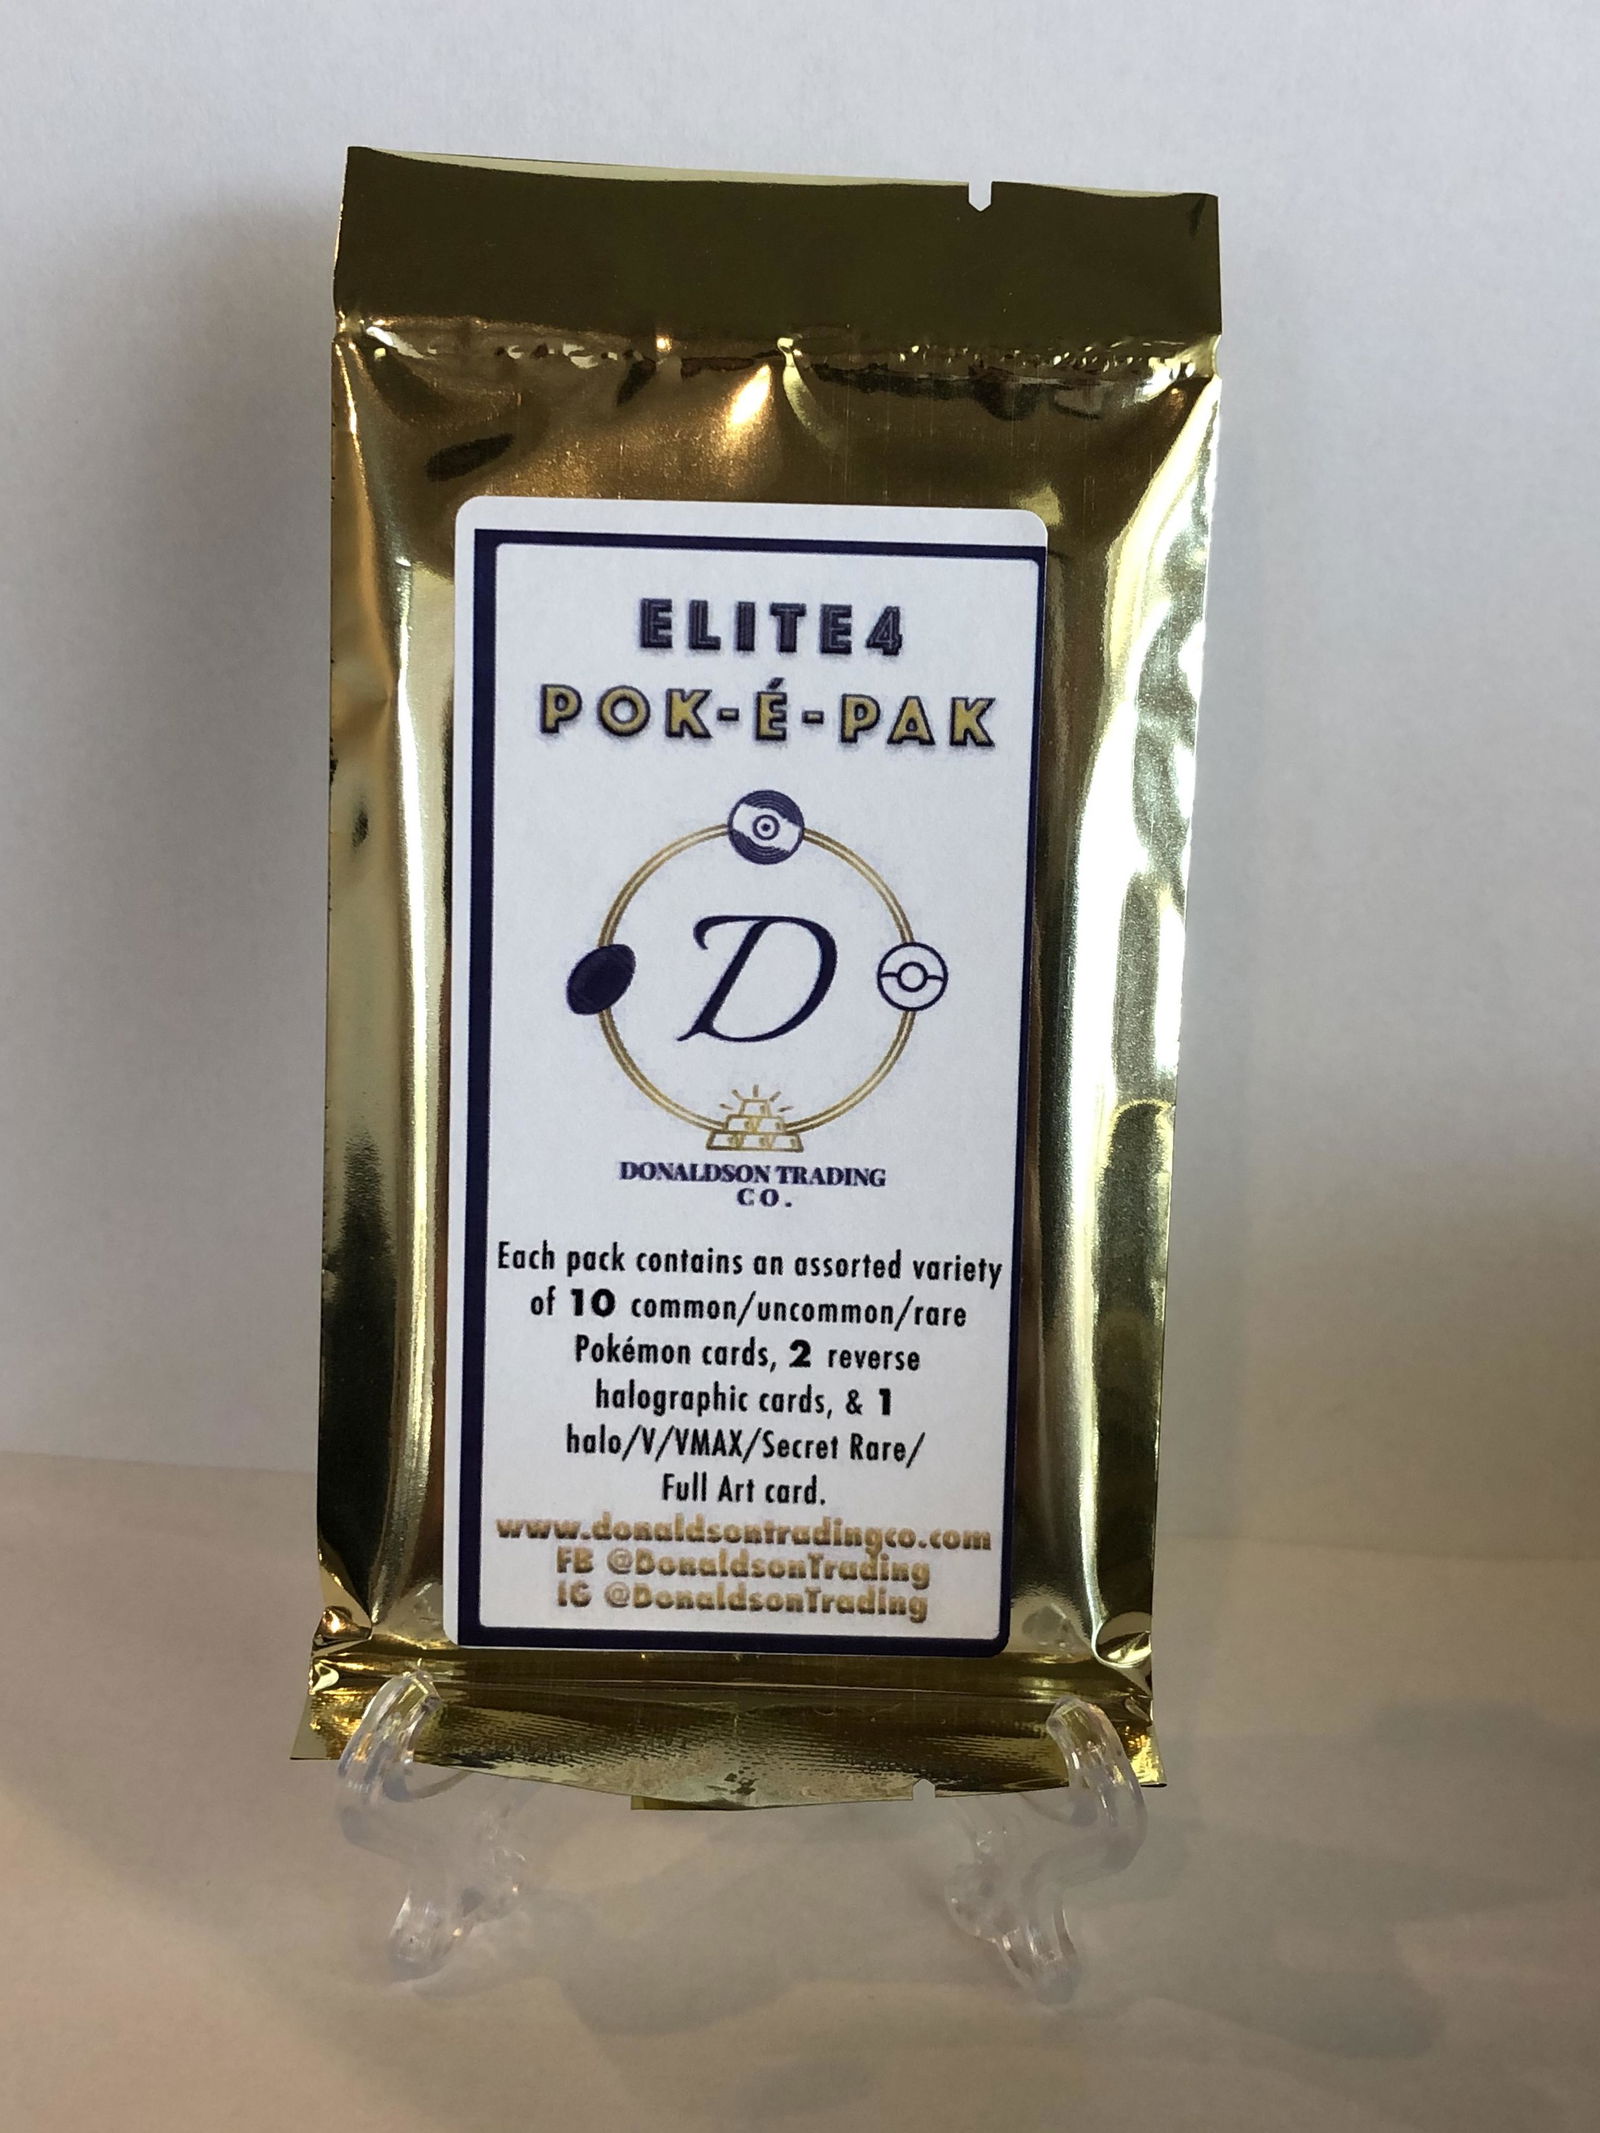 ELITE4
POK-É-PAK
D
DONALDSON TRADING
CO.
Each pack contains an assorted variety
of 10 common/uncommon/rare
Pokémon cards, 2 reverse
halographic cards, & 1
halo/V/VMAX/Secret Rare/
Full Art card.
www.donaldsontradingco.com
FB @DonaldsonTrading
IG @DonaldsonTrading